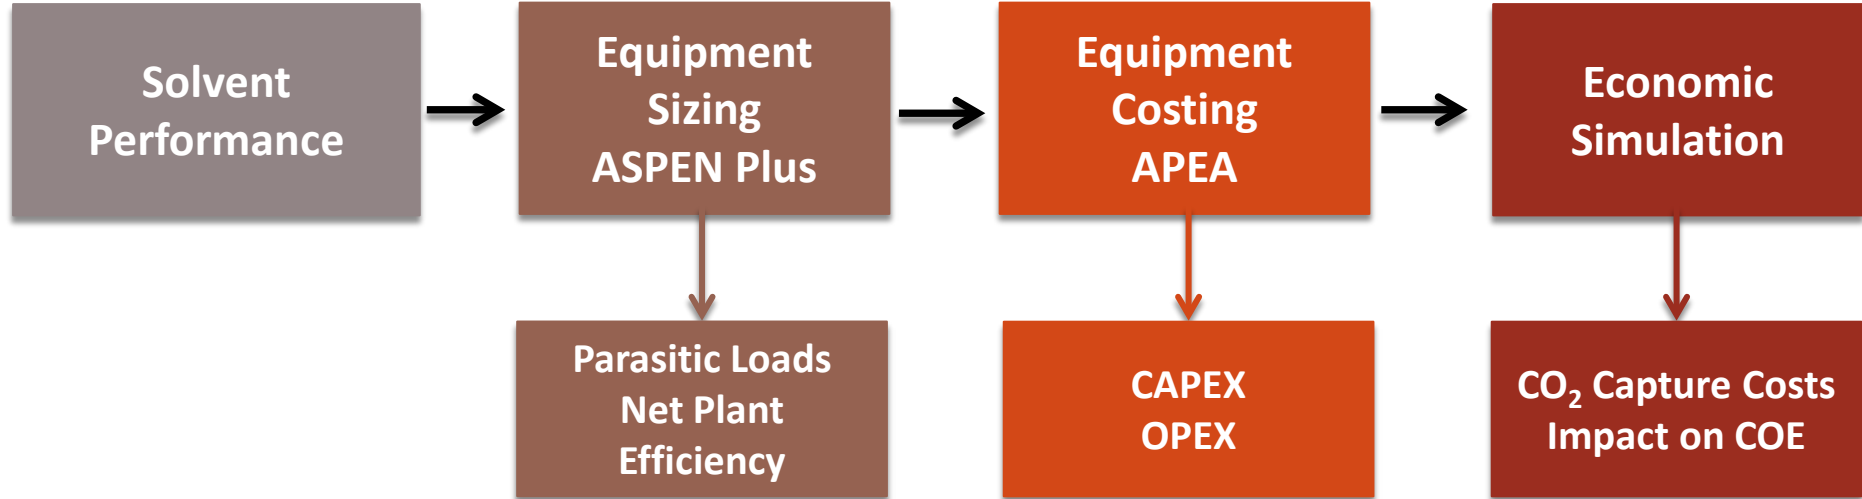 Solvent
Performance
Equipment
Sizing
ASPEN Plus
Equipment
Costing
APEA
Economic
Simulation
Parasitic Loads
Net Plant
Efficiency
CAPEX
OPEX
CO₂ Capture Costs
Impact on COE